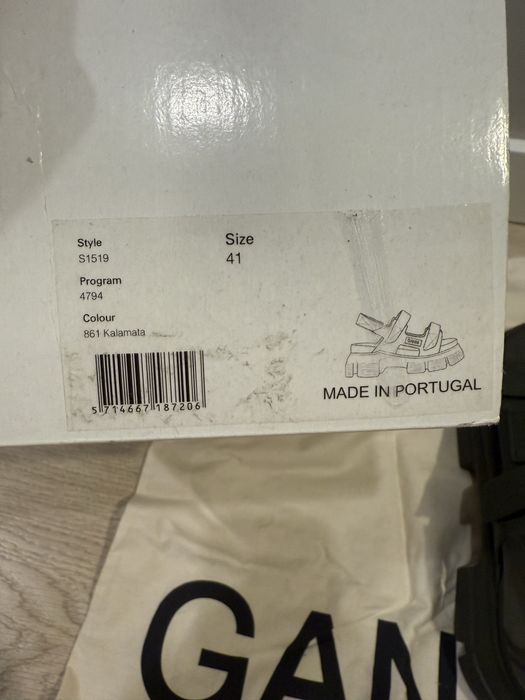 Style
S1519
Size
41
Program
4794
Colour
861 Kalamata
5 714667 187206
MADE IN PORTUGAL
GAN